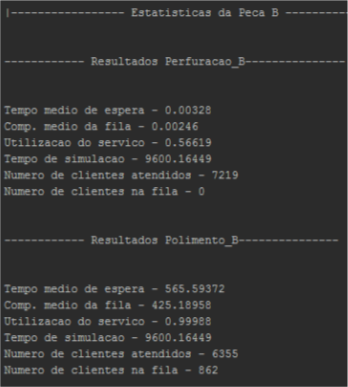 |----------------- Estatisticas da Peca B ---------
------------ Resultados Perfuracao_B---------------
Tempo medio de espera - 0.00328
Comp. medio da fila - 0.00246
Utilizacao do servico - 0.56619
Tempo de simulacao - 9600.16449
Numero de clientes atendidos - 7219
Numero de clientes na fila - 0
------------ Resultados Polimento_B---------------
Tempo medio de espera - 565.59372
Comp. medio da fila - 425.18958
Utilizacao do servico - 0.99988
Tempo de simulacao - 9600.16449
Numero de clientes atendidos - 6355
Numero de clientes na fila - 862